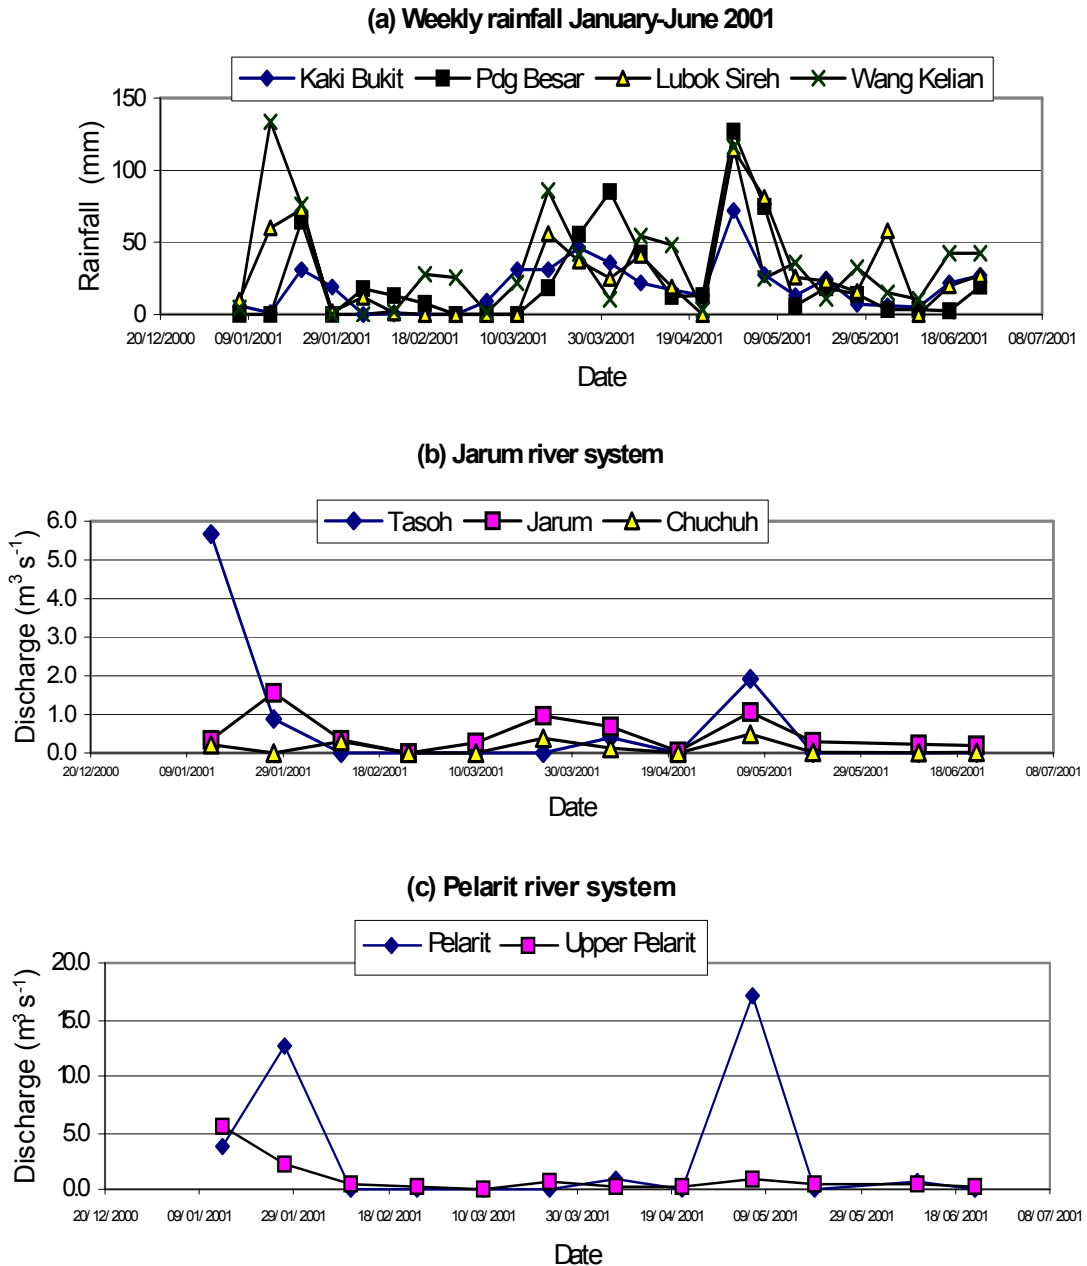 (a) Weekly rainfall January-June 2001
Kaki Bukit Pdg Besar Lubok Sireh Wang Kelian
150
100
50
0
Rainfall (mm)
20/12/2000 09/01/2001 29/01/2001 18/02/2001 10/03/2001 30/03/2001 19/04/2001 09/05/2001 29/05/2001 18/06/2001 08/07/2001
Date
(b) Jarum river system
Tasoh Jarum Chuchuh
6.0
5.0
4.0
3.0
2.0
1.0
0.0
Discharge (m³ s⁻¹)
20/12/2000 09/01/2001 29/01/2001 18/02/2001 10/03/2001 30/03/2001 19/04/2001 09/05/2001 29/05/2001 18/06/2001 08/07/2001
Date
(c) Pelarit river system
Pelarit Upper Pelarit
20.0
15.0
10.0
5.0
0.0
Discharge (m³ s⁻¹)
20/12/2000 09/01/2001 29/01/2001 18/02/2001 10/03/2001 30/03/2001 19/04/2001 09/05/2001 29/05/2001 18/06/2001 08/07/2001
Date